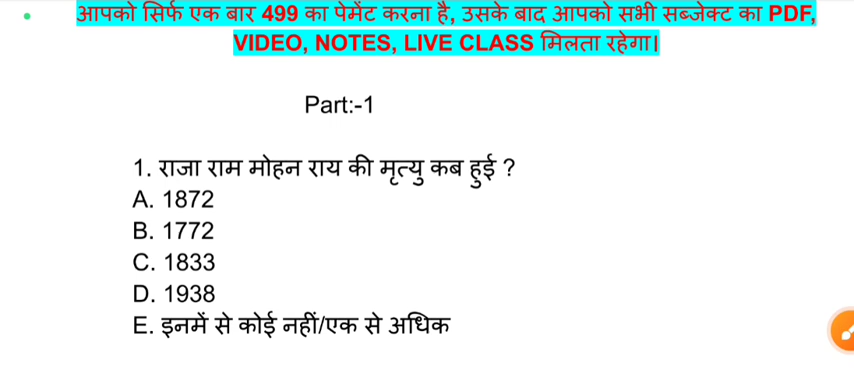 आपको सिर्फ एक बार 499 का पेमेंट करना है, उसके बाद आपको सभी सब्जेक्ट का PDF,
VIDEO, NOTES, LIVE CLASS मिलता रहेगा।
Part:-1
1. राजा राम मोहन राय की मृत्यु कब हुई ?
A. 1872
B. 1772
C. 1833
D. 1938
E. इनमें से कोई नहीं/एक से अधिक